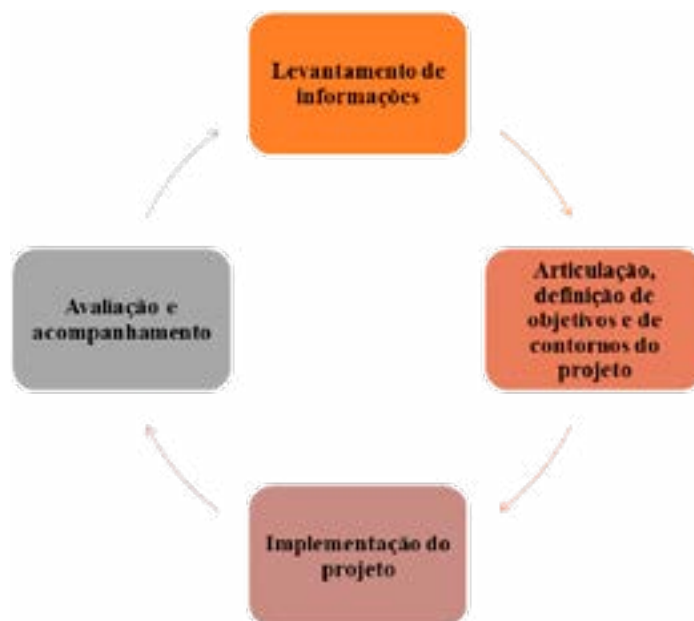 Levantamento de
informações
Articulação,
definição de
objetivos e de
contornos do
projeto
Implementação do
projeto
Avaliação e
acompanhamento